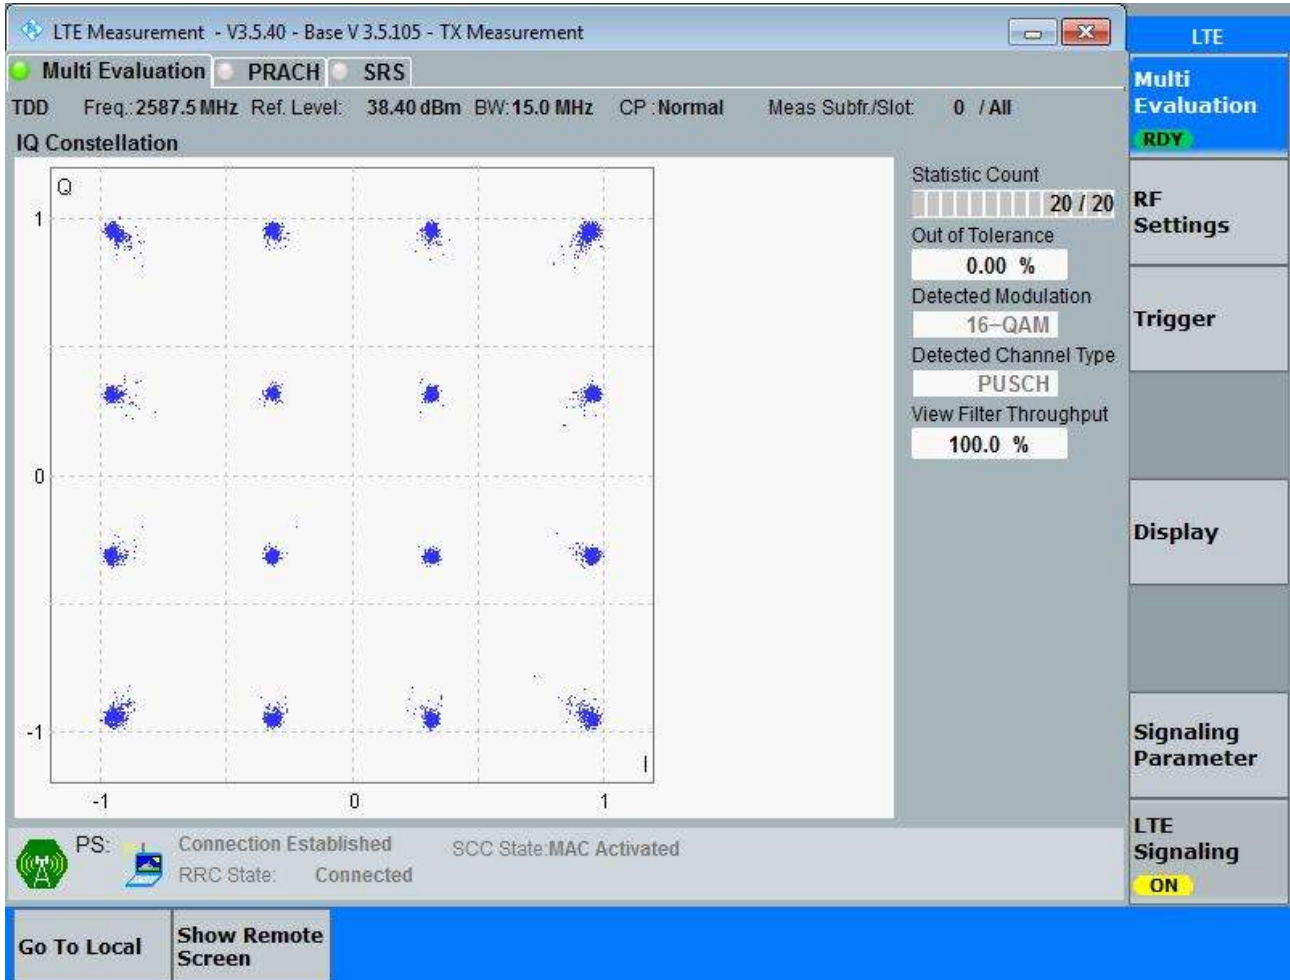 LTE Measurement - V3.5.40 - Base V 3.5.105 - TX Measurement
LTE
Multi Evaluation PRACH SRS
TDD Freq.: 2587.5 MHz Ref. Level: 38.40 dBm BW: 15.0 MHz CP : Normal Meas Subfr./Slot: 0 / All
IQ Constellation
Q
1
0
-1
-1 0 1
I
Statistic Count
20 / 20
Out of Tolerance
0.00 %
Detected Modulation
16-QAM
Detected Channel Type
PUSCH
View Filter Throughput
100.0 %
Multi
Evaluation
RDY
RF
Settings
Trigger
Display
Signaling
Parameter
LTE
Signaling
ON
PS: Connection Established SCC State: MAC Activated
RRC State: Connected
Go To Local
Show Remote
Screen